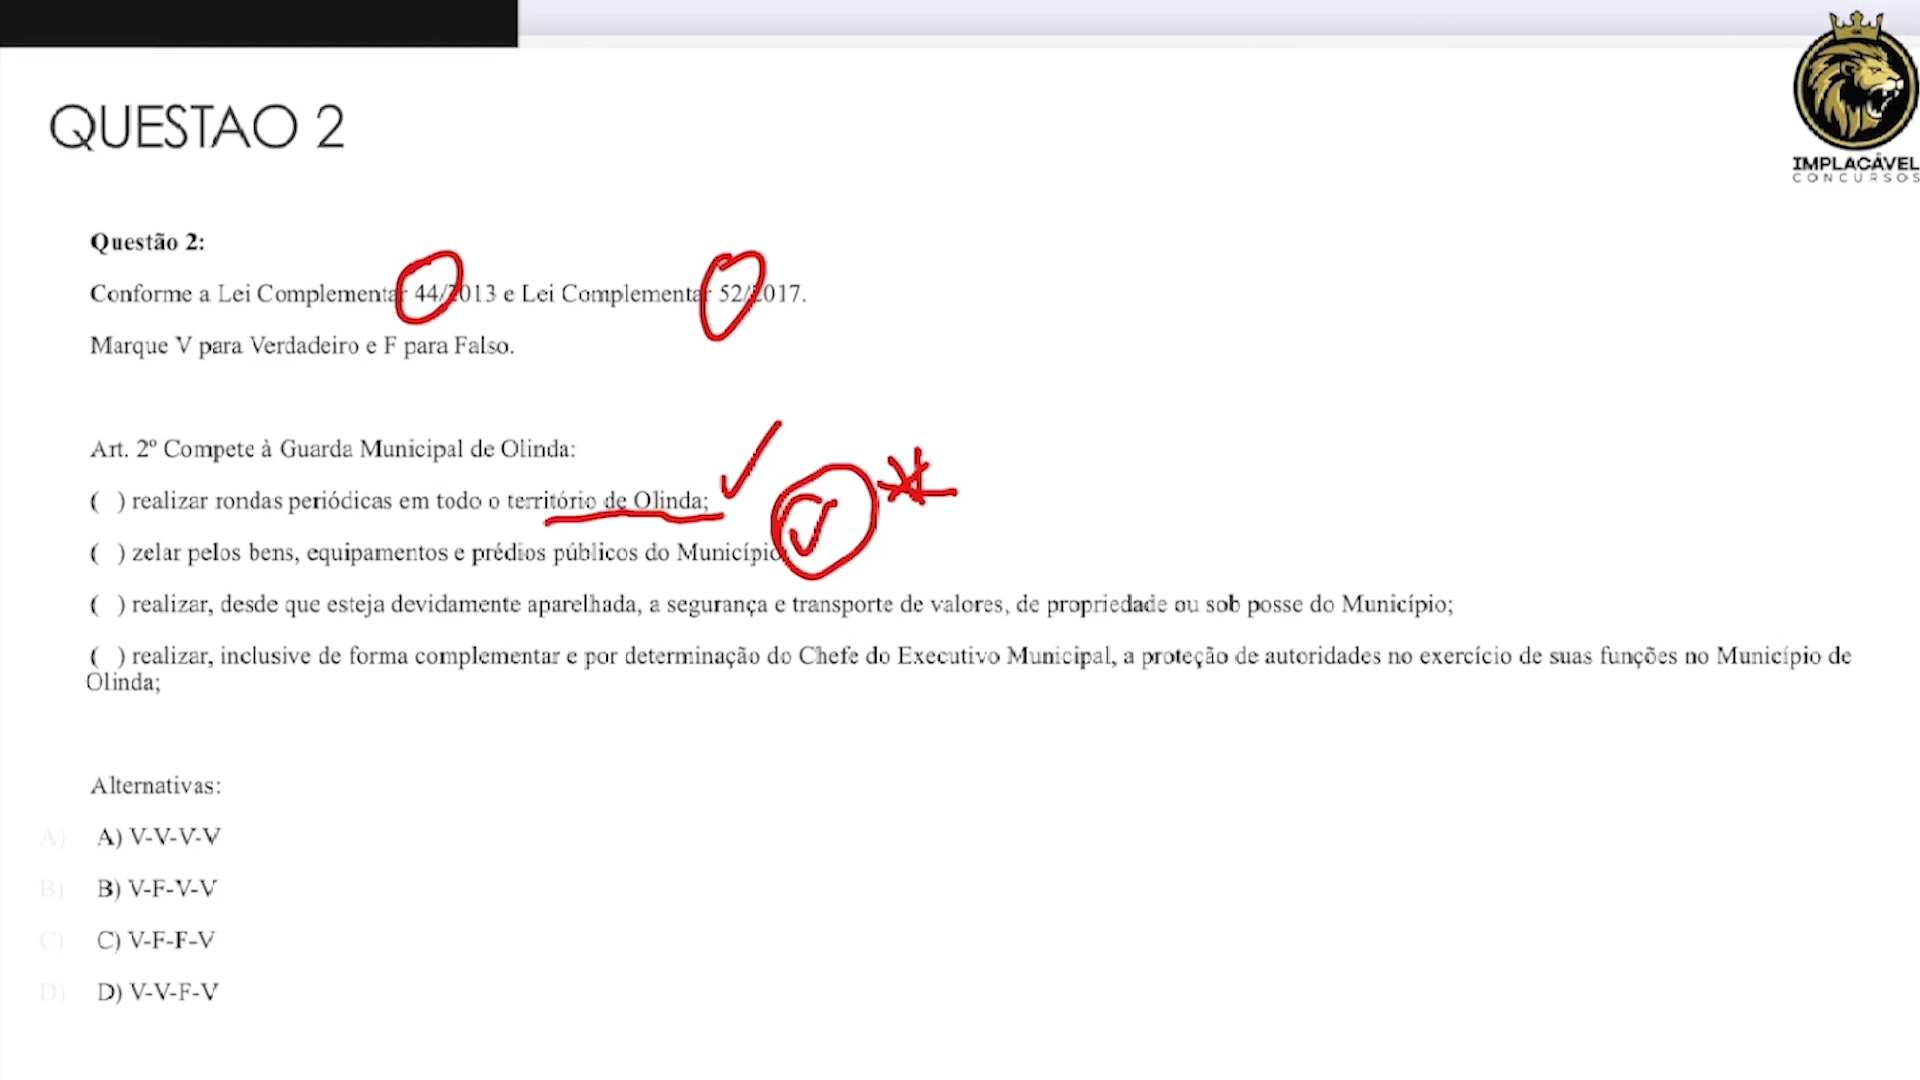 IMPLACÁVEL
CONCURSOS
QUESTAO 2
Questão 2:
Conforme a Lei Complementar 44/2013 e Lei Complementar 52/2017.
Marque V para Verdadeiro e F para Falso.
Art. 2º Compete à Guarda Municipal de Olinda:
( ) realizar rondas periódicas em todo o território de Olinda;
( ) zelar pelos bens, equipamentos e prédios públicos do Município
( ) realizar, desde que esteja devidamente aparelhada, a segurança e transporte de valores, de propriedade ou sob posse do Município;
( ) realizar, inclusive de forma complementar e por determinação do Chefe do Executivo Municipal, a proteção de autoridades no exercício de suas funções no Município de
Olinda;
Alternativas:
A) A) V-V-V-V
B) B) V-F-V-V
C) C) V-F-F-V
D) D) V-V-F-V